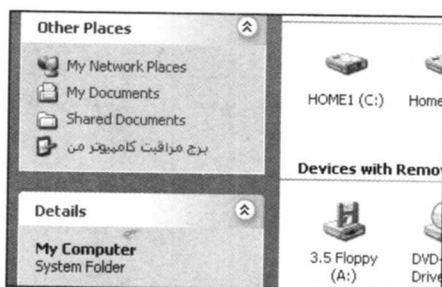 Other Places
My Network Places
My Documents
Shared Documents
برج مراقبت کامپیوتر من
Details
My Computer
System Folder
HOME1 (C:)
Home
Devices with Remo
3.5 Floppy
(A:)
DVD-
Drive